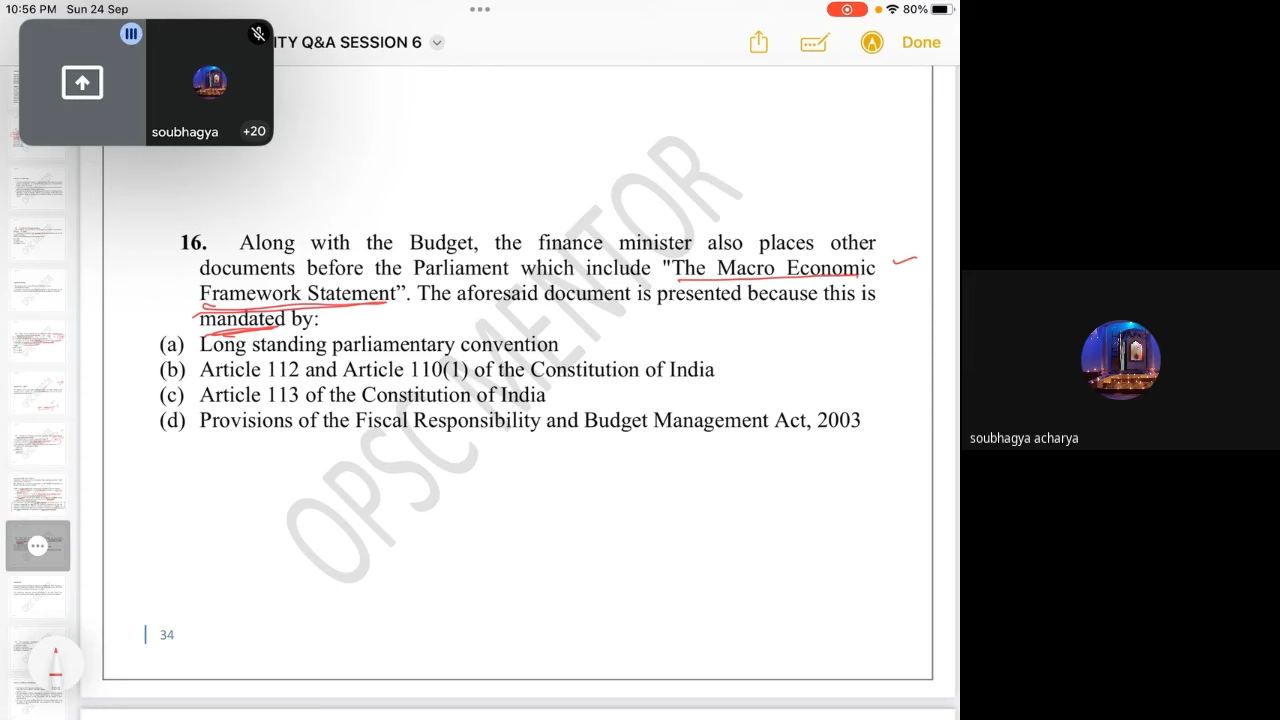 10:56 PM Sun 24 Sep
80%
ITY Q&A SESSION 6
Done
soubhagya
+20
16. Along with the Budget, the finance minister also places other
documents before the Parliament which include "The Macro Economic
Framework Statement”. The aforesaid document is presented because this is
mandated by:
(a) Long standing parliamentary convention
(b) Article 112 and Article 110(1) of the Constitution of India
(c) Article 113 of the Constitution of India
(d) Provisions of the Fiscal Responsibility and Budget Management Act, 2003
OPSC MENTOR
34
soubhagya acharya